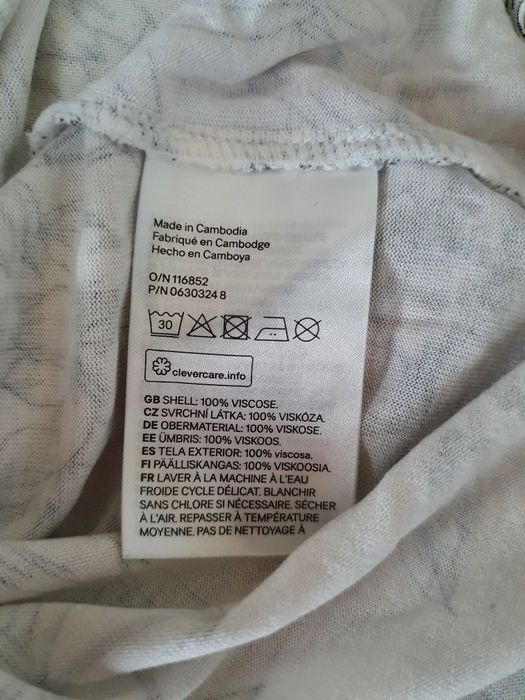 Made in Cambodia
Fabriqué en Cambodge
Hecho en Camboya
O/N 116852
P/N 06303248
30
clevercare.info
GB SHELL: 100% VISCOSE.
CZ SVRCHNÍ LÁTKA: 100% VISKÓZA.
DE OBERMATERIAL: 100% VISKOSE.
EE ÜMBRIS: 100% VISKOOS.
ES TELA EXTERIOR: 100% viscosa.
FI PÄÄLLISKANGAS: 100% VISKOOSIA.
FR LAVER À LA MACHINE À L'EAU
FROIDE CYCLE DÉLICAT. BLANCHIR
SANS CHLORE SI NÉCESSAIRE. SÉCHER
À L'AIR. REPASSER À TEMPÉRATURE
MOYENNE. PAS DE NETTOYAGE À